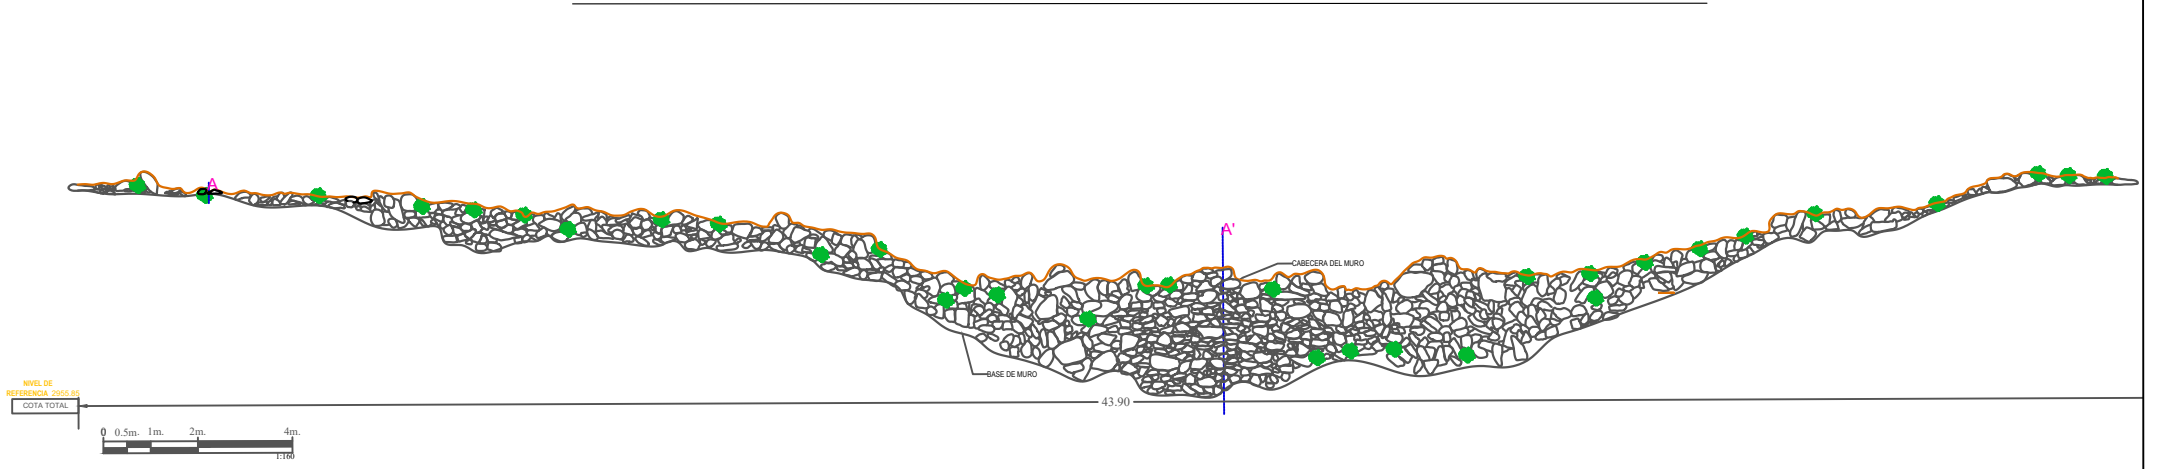 A
A'
CABECERA DEL MURO
BASE DE MURO
NIVEL DE
REFERENCIA 2955.65
COTA TOTAL
43.90
0 0.5m. 1m. 2m. 4m.
1:160